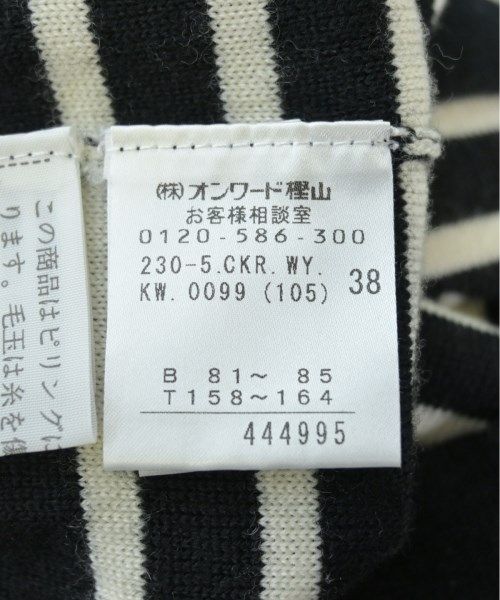 (株)オンワード樫山
お客様相談室
0120-586-300
230-5.CKR.WY.
KW.0099 (105) 38
B 81～ 85
T158～164
444995
この商品はピリングに
ります。毛玉は糸を